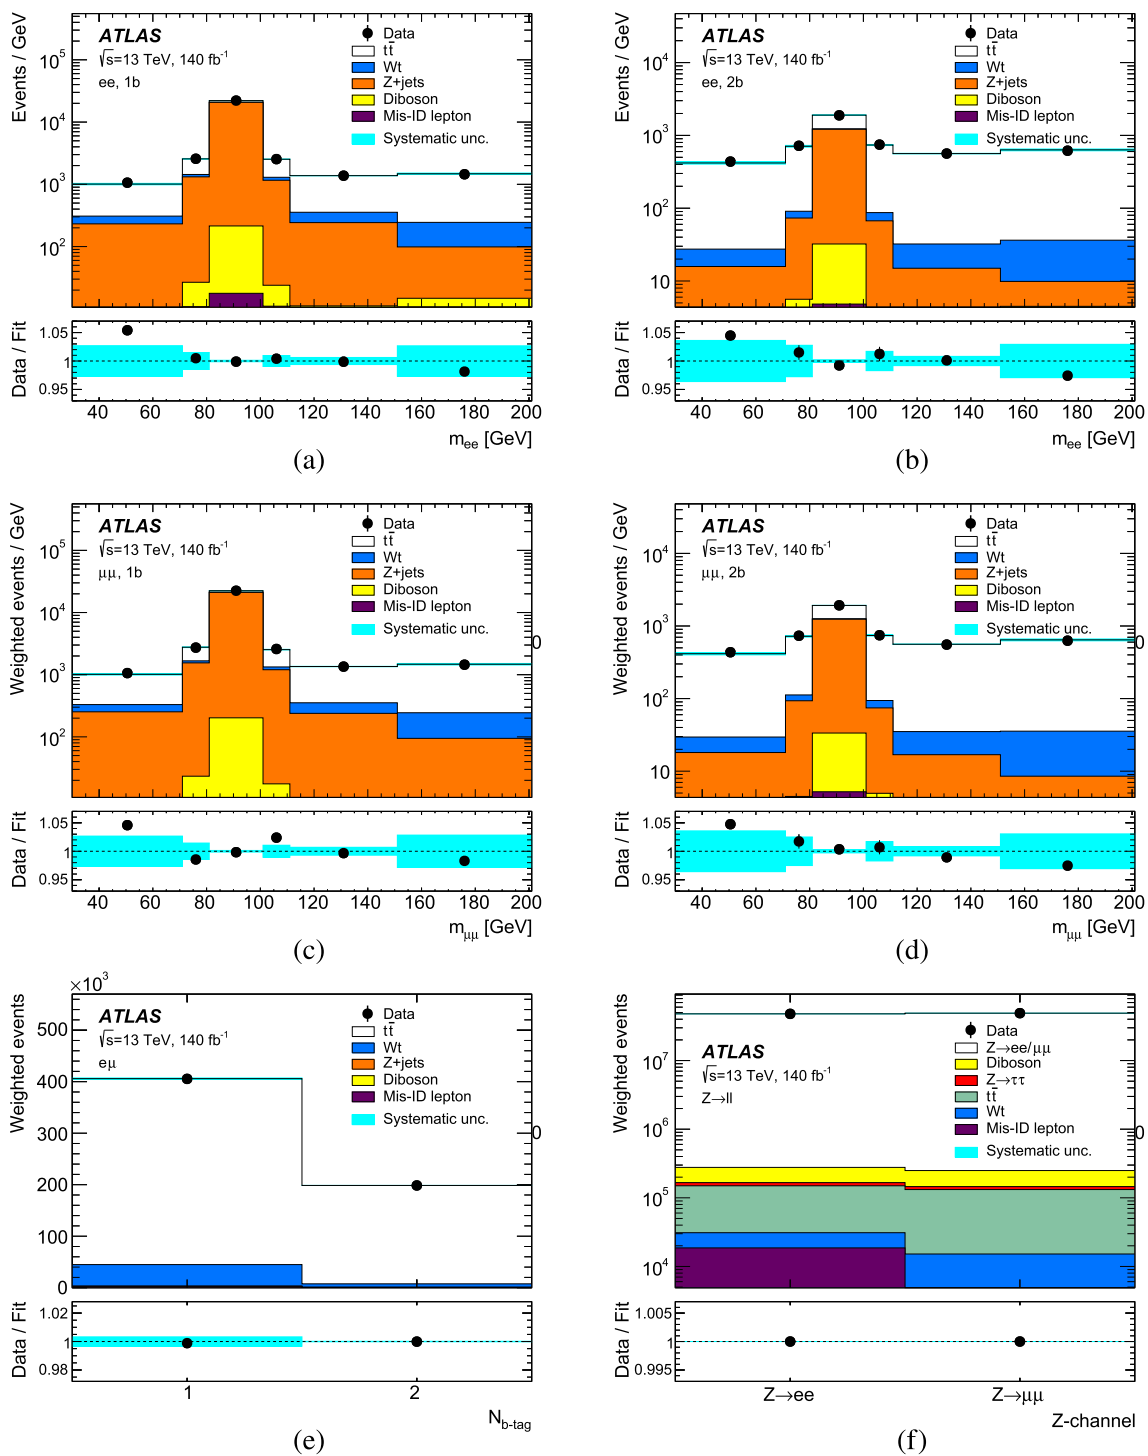 Events / GeV
10⁵
10⁴
10³
10²
ATLAS
√s=13 TeV, 140 fb⁻¹
ee, 1b
Data
tt̄
Wt
Z+jets
Diboson
Mis-ID lepton
Systematic unc.
Data / Fit
1.05
1
0.95
40 60 80 100 120 140 160 180 200
m_ee [GeV]
(a)
Events / GeV
10⁴
10³
10²
10
ATLAS
√s=13 TeV, 140 fb⁻¹
ee, 2b
Data
tt̄
Wt
Z+jets
Diboson
Mis-ID lepton
Systematic unc.
Data / Fit
1.05
1
0.95
40 60 80 100 120 140 160 180 200
m_ee [GeV]
(b)
Weighted events / GeV
10⁵
10⁴
10³
10²
ATLAS
√s=13 TeV, 140 fb⁻¹
μμ, 1b
Data
tt̄
Wt
Z+jets
Diboson
Mis-ID lepton
Systematic unc.
0
Data / Fit
1.05
1
0.95
40 60 80 100 120 140 160 180 200
m_μμ [GeV]
(c)
Weighted events / GeV
10⁴
10³
10²
10
ATLAS
√s=13 TeV, 140 fb⁻¹
μμ, 2b
Data
tt̄
Wt
Z+jets
Diboson
Mis-ID lepton
Systematic unc.
0
Data / Fit
1.05
1
0.95
40 60 80 100 120 140 160 180 200
m_μμ [GeV]
(d)
×10³
Weighted events
500
400
300
200
100
0
ATLAS
√s=13 TeV, 140 fb⁻¹
eμ
Data
tt̄
Wt
Z+jets
Diboson
Mis-ID lepton
Systematic unc.
0
Data / Fit
1.02
1
0.98
1 2
N_b-tag
(e)
Weighted events
10⁷
10⁶
10⁵
10⁴
ATLAS
√s=13 TeV, 140 fb⁻¹
Z→ll
Data
Z→ee/μμ
Diboson
Z→ττ
tt̄
Wt
Mis-ID lepton
Systematic unc.
0
Data / Fit
1.005
1
0.995
Z→ee Z→μμ
Z-channel
(f)